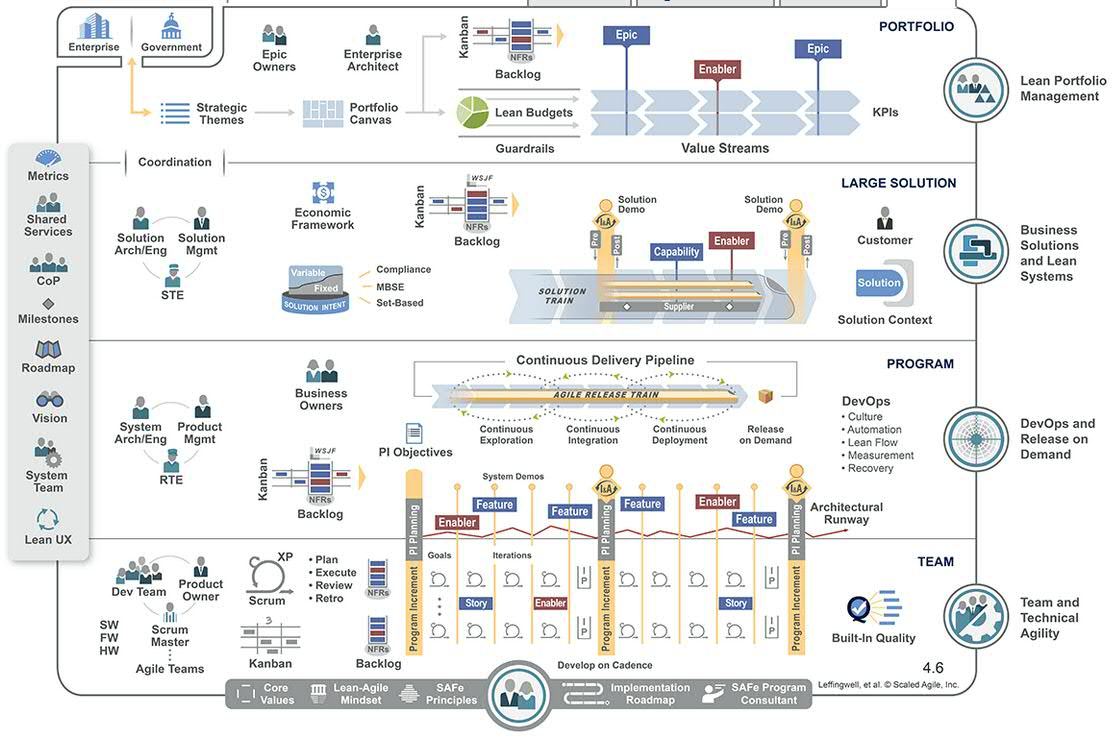 PORTFOLIO
Enterprise
Government
Epic
Owners
Enterprise
Architect
Kanban
NFRs
Backlog
Epic
Enabler
Epic
Lean Portfolio
Management
Strategic
Themes
Portfolio
Canvas
Lean Budgets
Guardrails
KPIs
Value Streams
Coordination
Metrics
Shared
Services
CoP
Milestones
Roadmap
Vision
System
Team
Lean UX
LARGE SOLUTION
Solution
Arch/Eng
Solution
Mgmt
STE
Economic
Framework
Variable
Fixed
SOLUTION INTENT
Compliance
MBSE
Set-Based
Kanban
WSJF
NFRs
Backlog
Solution
Demo
I&A
Pre
Post
Capability
Enabler
Solution
Demo
I&A
Pre
Post
SOLUTION
TRAIN
Supplier
Customer
Solution
Solution Context
Business
Solutions
and Lean
Systems
PROGRAM
System
Arch/Eng
Product
Mgmt
RTE
Business
Owners
Continuous Delivery Pipeline
AGILE RELEASE TRAIN
Continuous
Exploration
Continuous
Integration
Continuous
Deployment
Release
on Demand
DevOps
• Culture
• Automation
• Lean Flow
• Measurement
• Recovery
DevOps and
Release on
Demand
PI Objectives
Kanban
WSJF
NFRs
Backlog
System Demos
I&A
I&A
PI Planning
PI Planning
PI Planning
Enabler
Feature
Feature
Feature
Enabler
Feature
Architectural
Runway
TEAM
Dev Team
Product
Owner
Scrum
Master
Agile Teams
SW
FW
HW
XP
Scrum
• Plan
• Execute
• Review
• Retro
3
Kanban
NFRs
NFRs
Backlog
Program Increment
Goals
Iterations
Story
Enabler
I P
I P
Program Increment
Story
I P
I P
Program Increment
Develop on Cadence
Built-In Quality
Team and
Technical
Agility
4.6
Leffingwell, et al. © Scaled Agile, Inc.
Core
Values
Lean-Agile
Mindset
SAFe
Principles
Implementation
Roadmap
SAFe Program
Consultant